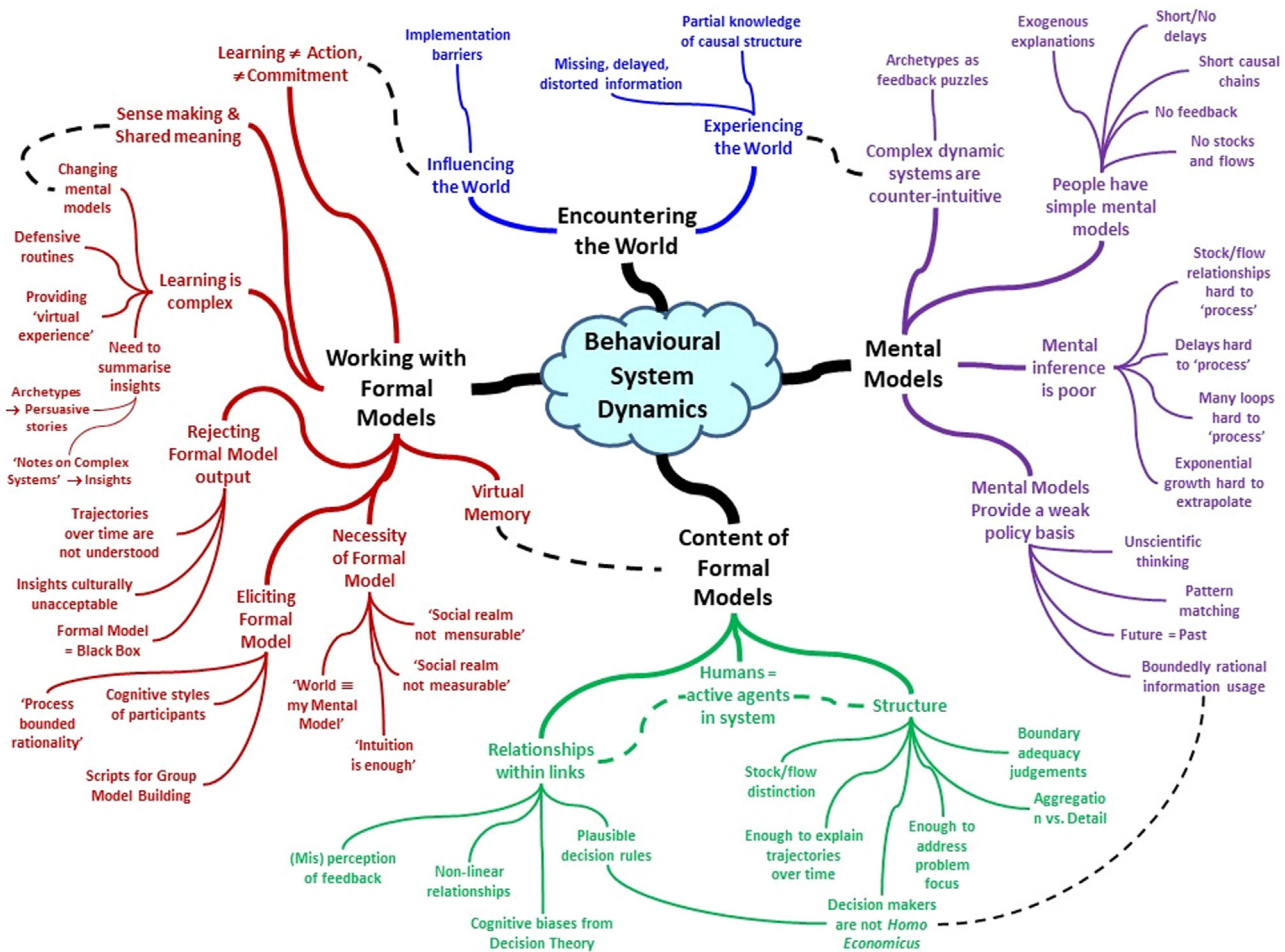 Behavioural
System
Dynamics
Encountering
the World
Influencing
the World
Implementation
barriers
Experiencing
the World
Missing, delayed,
distorted information
Partial knowledge
of causal structure
Mental
Models
Complex dynamic
systems are
counter-intuitive
Archetypes as
feedback puzzles
People have
simple mental
models
Exogenous
explanations
Short/No
delays
Short causal
chains
No feedback
No stocks
and flows
Mental
inference
is poor
Stock/flow
relationships
hard to
‘process’
Delays hard
to ‘process’
Many loops
hard to
‘process’
Exponential
growth hard to
extrapolate
Mental Models
Provide a weak
policy basis
Unscientific
thinking
Pattern
matching
Future = Past
Boundedly rational
information usage
Content of
Formal
Models
Humans =
active agents
in system
Structure
Boundary
adequacy
judgements
Aggregatio
n vs. Detail
Enough to
address
problem
focus
Decision makers
are not Homo
Economicus
Enough to explain
trajectories
over time
Stock/flow
distinction
Relationships
within links
Plausible
decision rules
Cognitive biases from
Decision Theory
Non-linear
relationships
(Mis) perception
of feedback
Working with
Formal
Models
Learning ≠ Action,
≠ Commitment
Sense making &
Shared meaning
Learning is
complex
Changing
mental
models
Defensive
routines
Providing
‘virtual
experience’
Need to
summarise
insights
Archetypes
→ Persuasive
stories
‘Notes on Complex
Systems’ → Insights
Rejecting
Formal Model
output
Trajectories
over time are
not understood
Insights culturally
unacceptable
Formal Model
= Black Box
Eliciting
Formal
Model
‘Process
bounded
rationality’
Cognitive styles
of participants
Scripts for Group
Model Building
Necessity
of Formal
Model
‘World ≡
my Mental
Model’
‘Intuition
is enough’
‘Social realm
not measurable’
‘Social realm
not mensurable’
Virtual
Memory